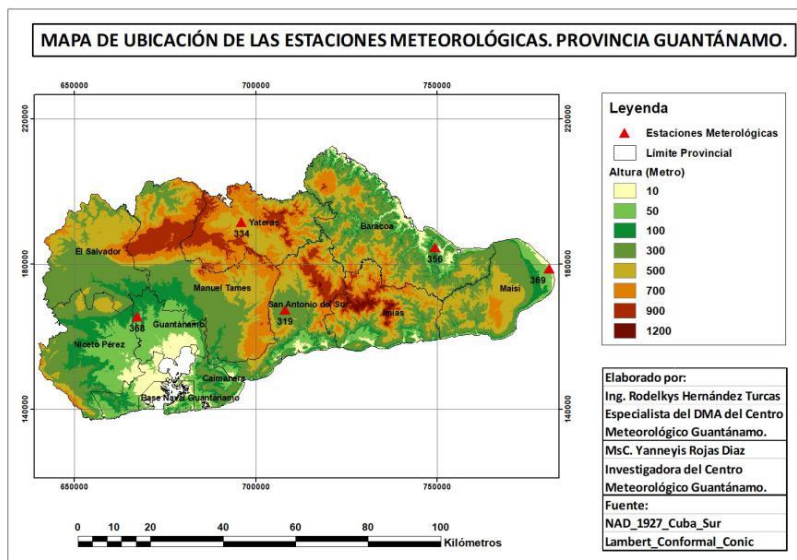 MAPA DE UBICACIÓN DE LAS ESTACIONES METEOROLÓGICAS. PROVINCIA GUANTÁNAMO.
650000
700000
750000
220000
220000
Yateras
334
Baracoa
El Salvador
356
180000
180000
369
Manuel Tames
Maisí
San Antonio del Sur
Imías
319
368
Guantánamo
Niceto Pérez
Caimanera
Base Naval Guantánamo
140000
140000
650000
700000
750000
0 10 20 40 60 80 100
Kilómetros
Leyenda
Estaciones Meterológicas
Límite Provincial
Altura (Metro)
10
50
100
300
500
700
900
1200
Elaborado por:
Ing. Rodelkys Hernández Turcas
Especialista del DMA del Centro
Meteorológico Guantánamo.
MsC. Yanneyis Rojas Diaz
Investigadora del Centro
Meteorológico Guantánamo.
Fuente:
NAD_1927_Cuba_Sur
Lambert_Conformal_Conic